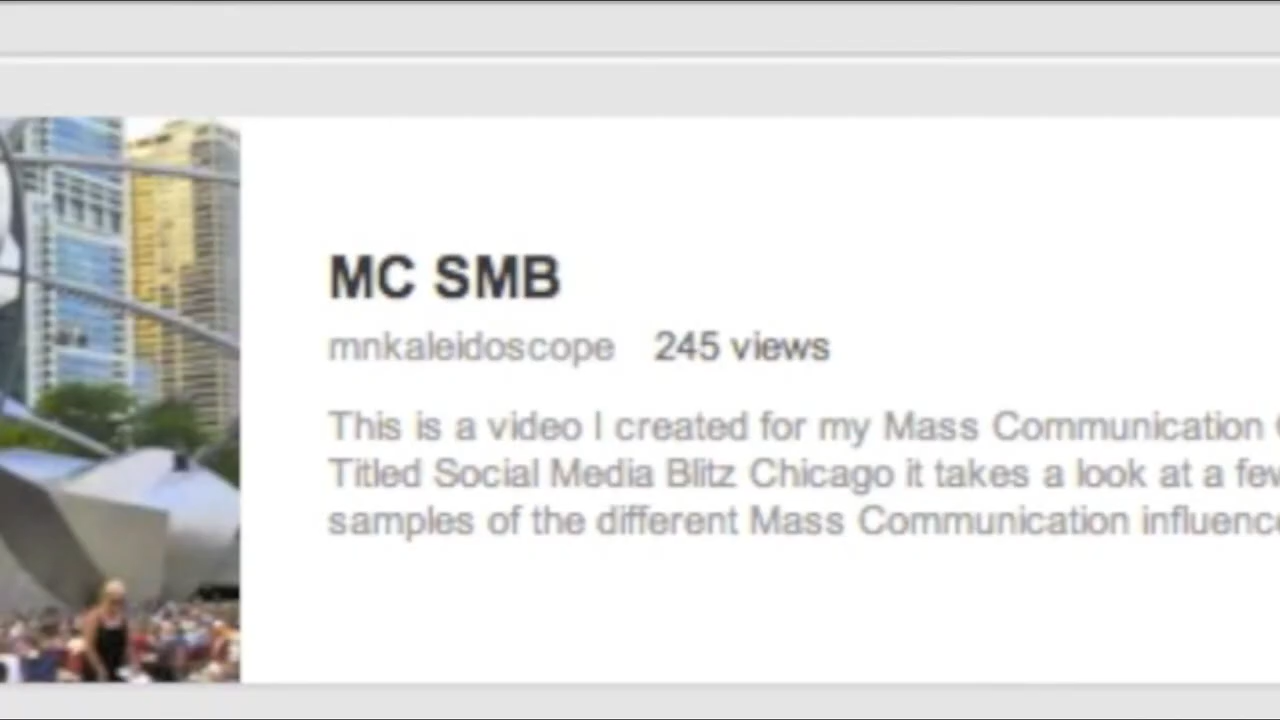 MC SMB
mnkaleidoscope 245 views
This is a video I created for my Mass Communication
Titled Social Media Blitz Chicago it takes a look at a few
samples of the different Mass Communication